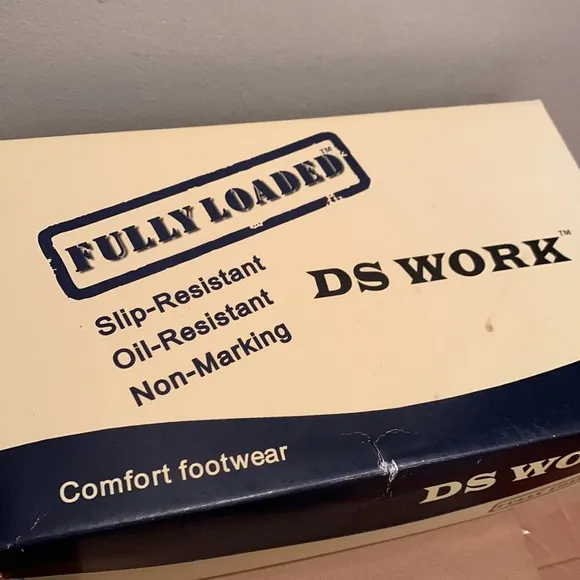 FULLY LOADED™
Slip-Resistant
Oil-Resistant
Non-Marking
DS WORK™
Comfort footwear
DS WO